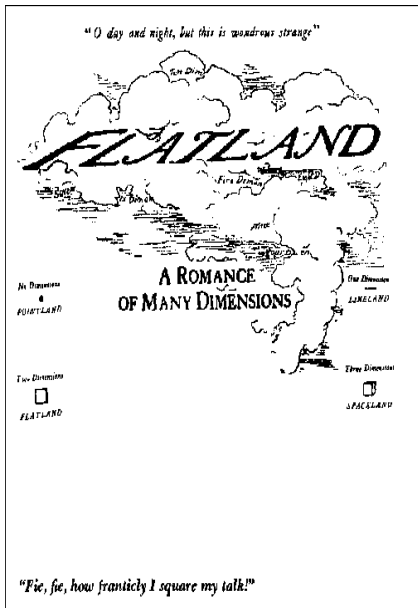 "O day and night, but this is wondrous strange"
FLATLAND
A ROMANCE
OF MANY DIMENSIONS
No Dimensions
POINTLAND
One Dimension
LINELAND
Two Dimensions
FLATLAND
Three Dimensions
SPACELAND
"Fie, fie, how franticly I square my talk!"